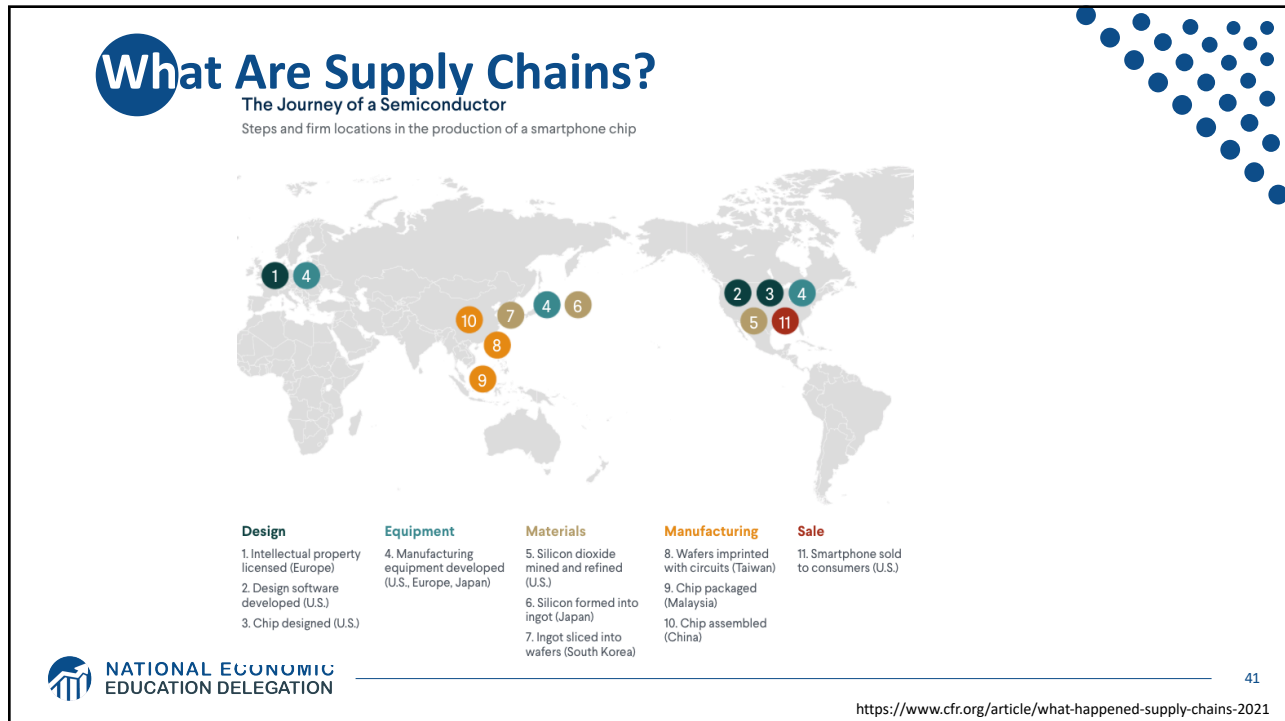 What Are Supply Chains?
The Journey of a Semiconductor
Steps and firm locations in the production of a smartphone chip
1
4
10
7
4
6
8
9
2
3
4
5
11
Design
1. Intellectual property
licensed (Europe)
2. Design software
developed (U.S.)
3. Chip designed (U.S.)
Equipment
4. Manufacturing
equipment developed
(U.S., Europe, Japan)
Materials
5. Silicon dioxide
mined and refined
(U.S.)
6. Silicon formed into
ingot (Japan)
7. Ingot sliced into
wafers (South Korea)
Manufacturing
8. Wafers imprinted
with circuits (Taiwan)
9. Chip packaged
(Malaysia)
10. Chip assembled
(China)
Sale
11. Smartphone sold
to consumers (U.S.)
NATIONAL ECONOMIC
EDUCATION DELEGATION
41
https://www.cfr.org/article/what-happened-supply-chains-2021